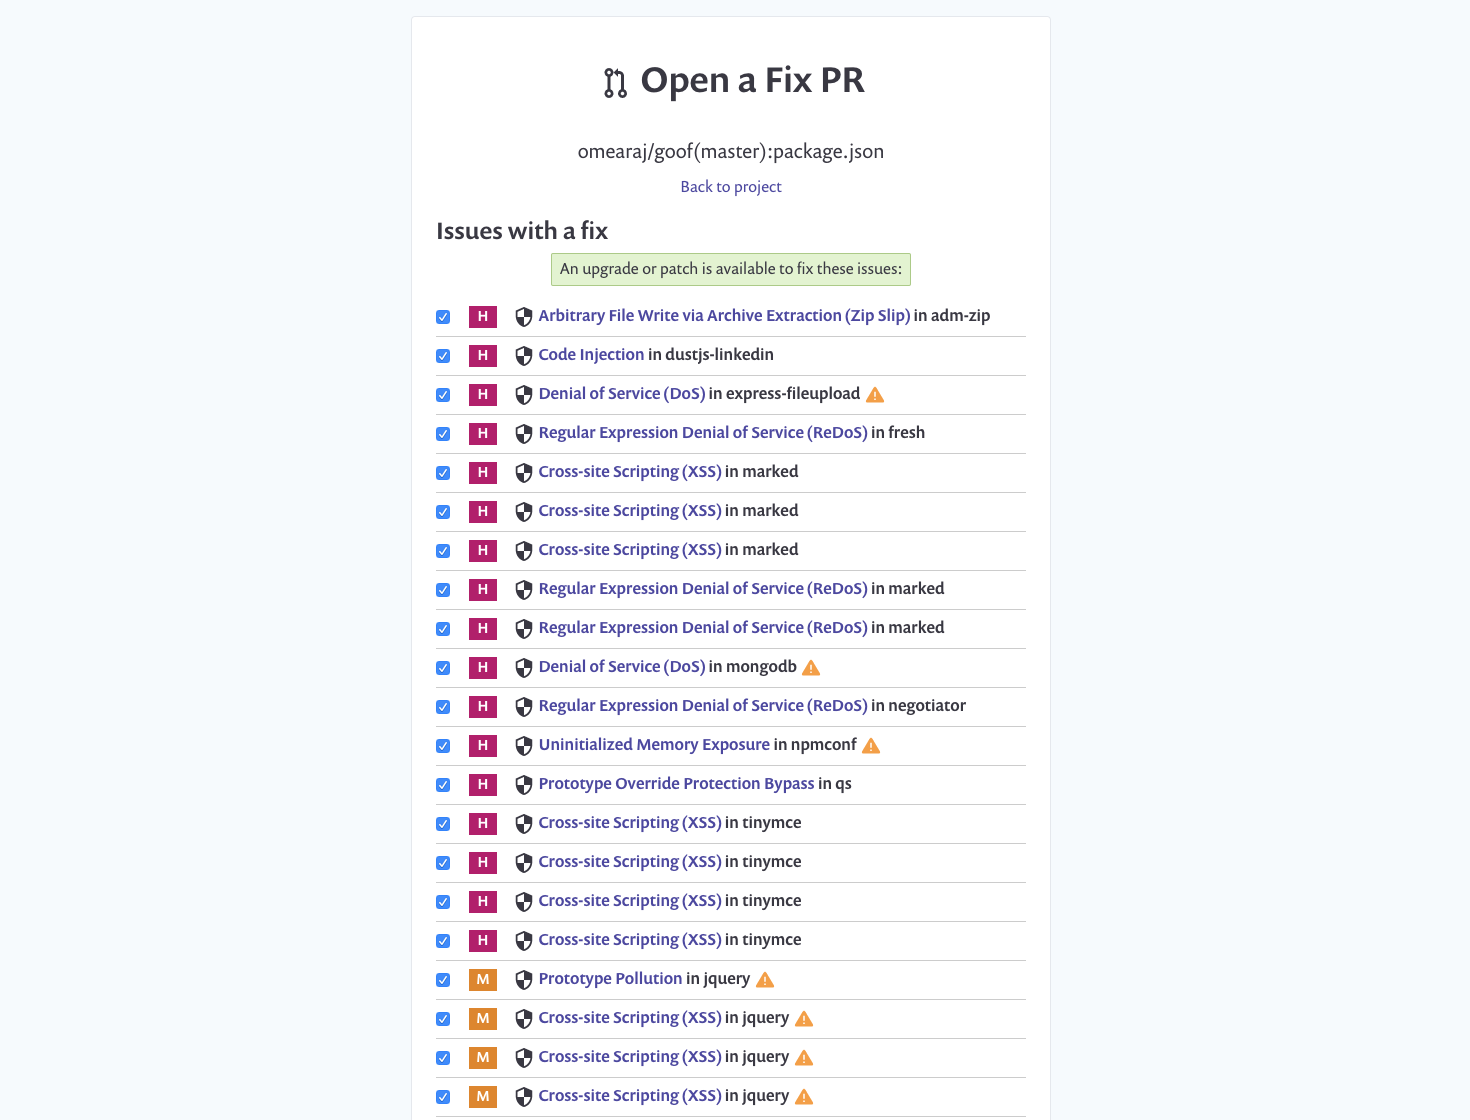 Open a Fix PR
omearaj/goof(master):package.json
Back to project
Issues with a fix
An upgrade or patch is available to fix these issues:
H Arbitrary File Write via Archive Extraction (Zip Slip) in adm-zip
H Code Injection in dustjs-linkedin
H Denial of Service (DoS) in express-fileupload
H Regular Expression Denial of Service (ReDoS) in fresh
H Cross-site Scripting (XSS) in marked
H Cross-site Scripting (XSS) in marked
H Cross-site Scripting (XSS) in marked
H Regular Expression Denial of Service (ReDoS) in marked
H Regular Expression Denial of Service (ReDoS) in marked
H Denial of Service (DoS) in mongodb
H Regular Expression Denial of Service (ReDoS) in negotiator
H Uninitialized Memory Exposure in npmconf
H Prototype Override Protection Bypass in qs
H Cross-site Scripting (XSS) in tinymce
H Cross-site Scripting (XSS) in tinymce
H Cross-site Scripting (XSS) in tinymce
H Cross-site Scripting (XSS) in tinymce
M Prototype Pollution in jquery
M Cross-site Scripting (XSS) in jquery
M Cross-site Scripting (XSS) in jquery
M Cross-site Scripting (XSS) in jquery